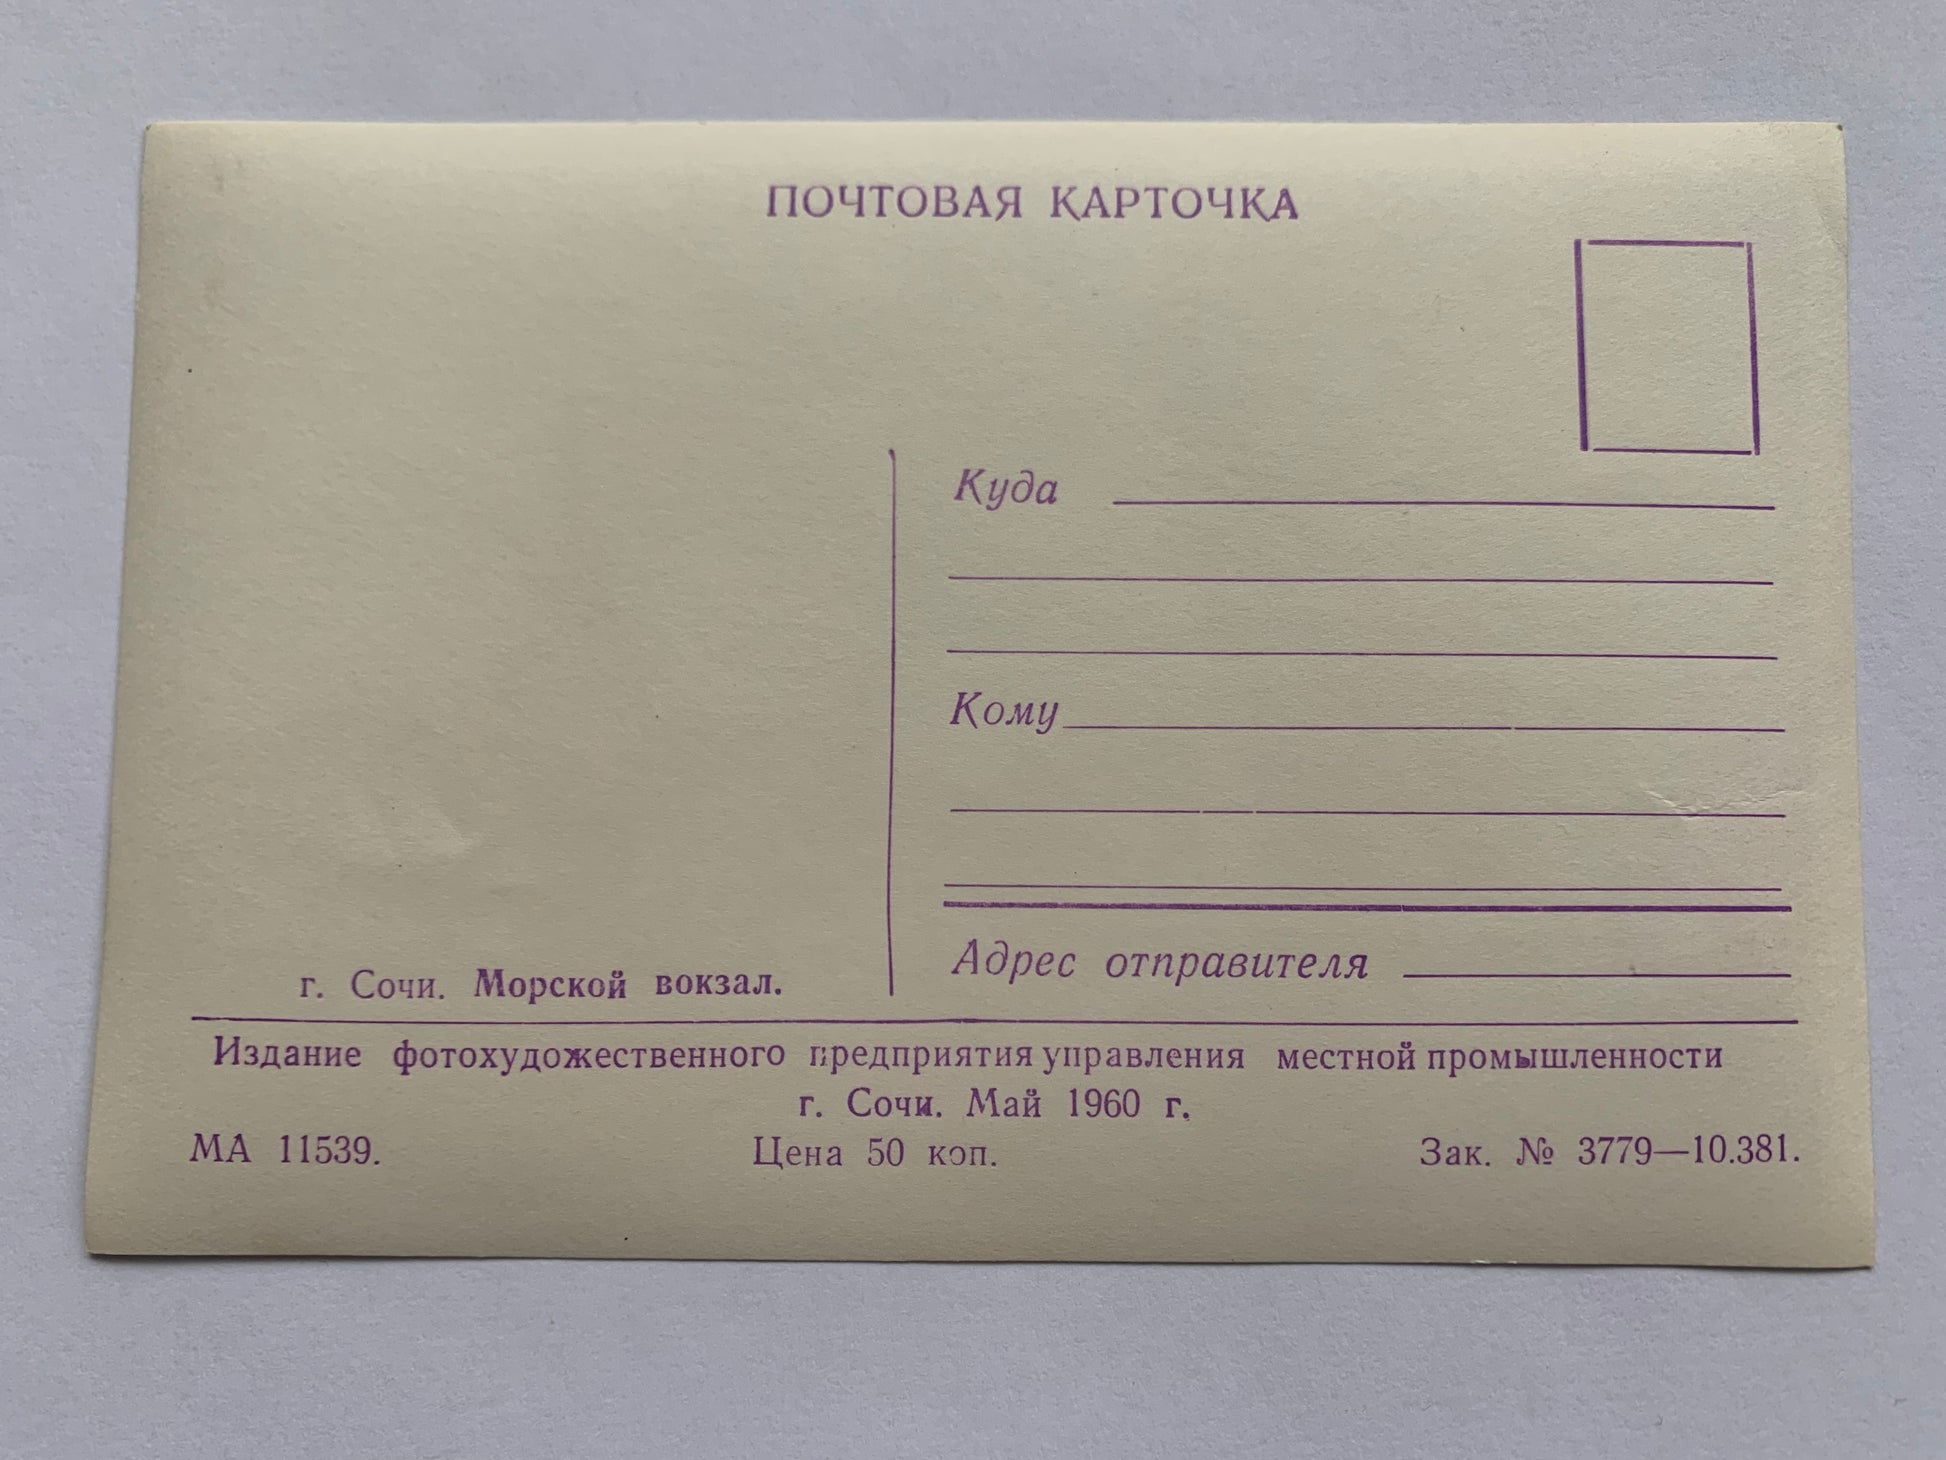 ПОЧТОВАЯ КАРТОЧКА
Куда
Кому
Адрес отправителя
г. Сочи. Морской вокзал.
Издание фотохудожественного предприятия управления местной промышленности
г. Сочи. Май 1960 г.
МА 11539. Цена 50 коп. Зак. № 3779—10.381.